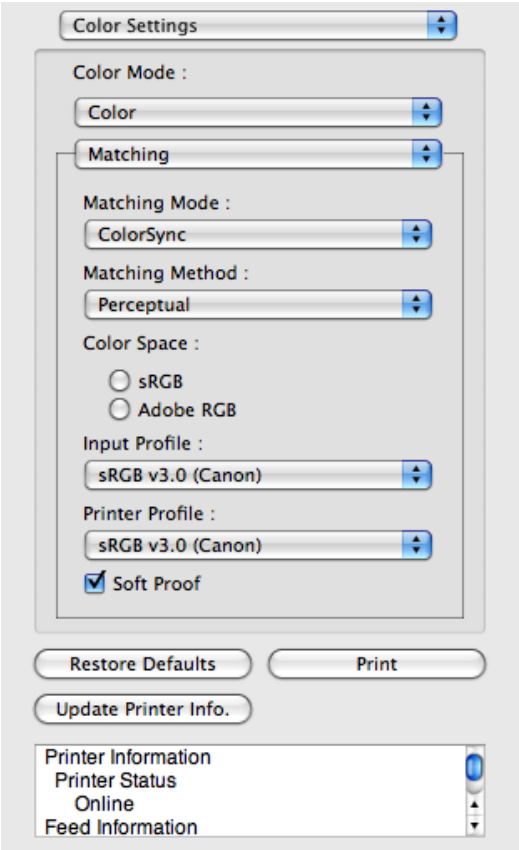 Color Settings
Color Mode :
Color
Matching
Matching Mode :
ColorSync
Matching Method :
Perceptual
Color Space :
sRGB
Adobe RGB
Input Profile :
sRGB v3.0 (Canon)
Printer Profile :
sRGB v3.0 (Canon)
Soft Proof
Restore Defaults
Print
Update Printer Info.
Printer Information
Printer Status
Online
Feed Information